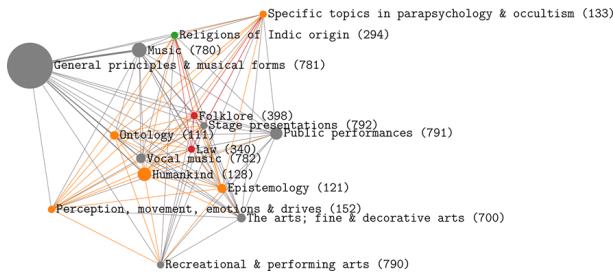 Specific topics in parapsychology & occultism (133)
Religions of Indic origin (294)
Music (780)
General principles & musical forms (781)
Folklore (398)
Stage presentations (792)
Ontology (111)
Public performances (791)
Law (340)
Vocal music (782)
Humankind (128)
Epistemology (121)
Perception, movement, emotions & drives (152)
The arts; fine & decorative arts (700)
Recreational & performing arts (790)